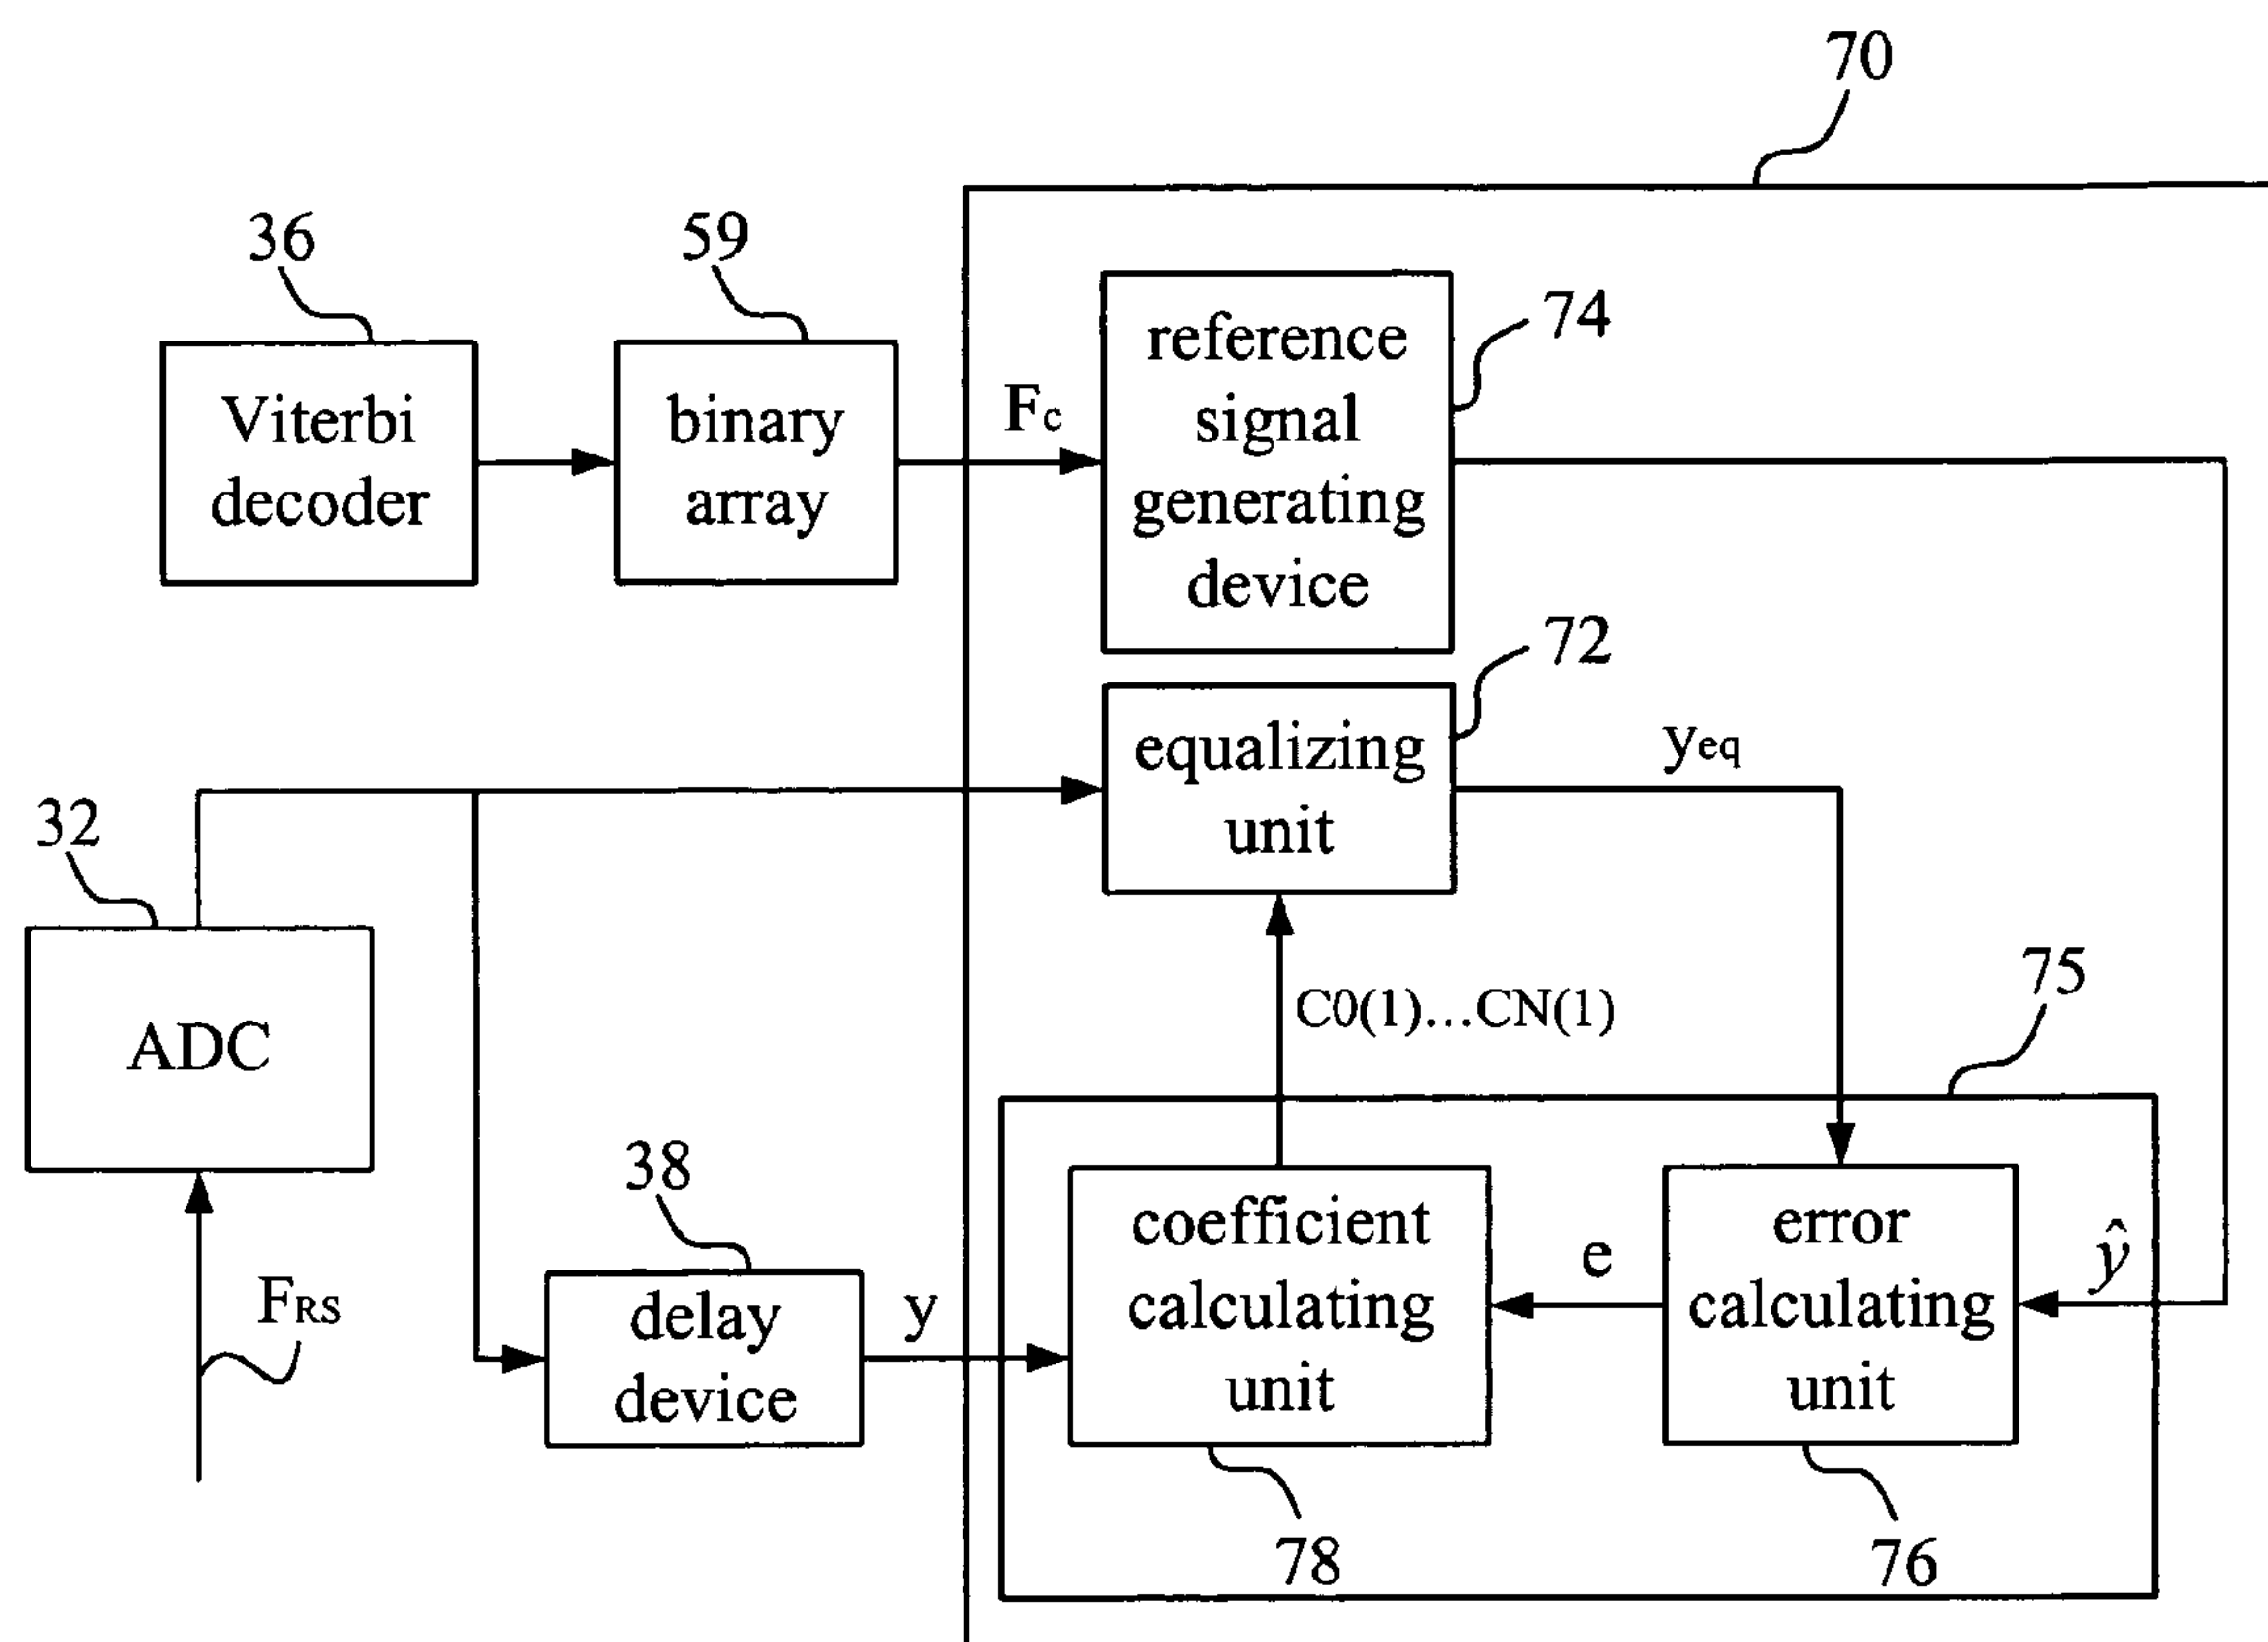 70
36
59
74
Viterbi
decoder
binary
array
Fc
reference
signal
generating
device
72
equalizing
unit
yeq
32
ADC
C0(1)...CN(1)
75
38
FRS
delay
device
y
coefficient
calculating
unit
e
error
calculating
unit
ŷ
78
76